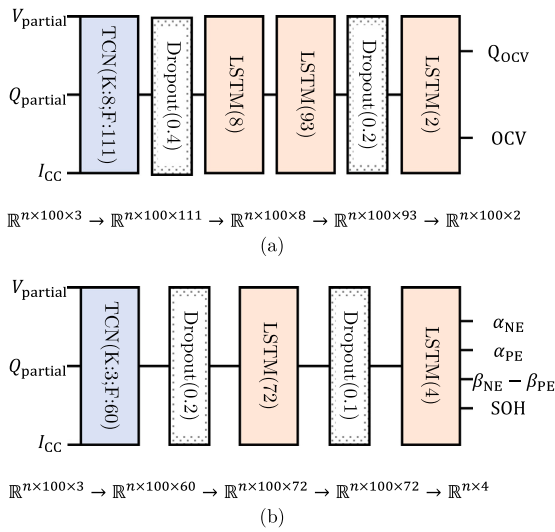 V_partial
Q_partial
I_CC
TCN(K:8;F:111)
Dropout(0.4)
LSTM(8)
LSTM(93)
Dropout(0.2)
LSTM(2)
Q_OCV
OCV
ℝ^{n×100×3} → ℝ^{n×100×111} → ℝ^{n×100×8} → ℝ^{n×100×93} → ℝ^{n×100×2}
(a)
V_partial
Q_partial
I_CC
TCN(K:3;F:60)
Dropout(0.2)
LSTM(72)
Dropout(0.1)
LSTM(4)
α_NE
α_PE
β_NE − β_PE
SOH
ℝ^{n×100×3} → ℝ^{n×100×60} → ℝ^{n×100×72} → ℝ^{n×100×72} → ℝ^{n×4}
(b)